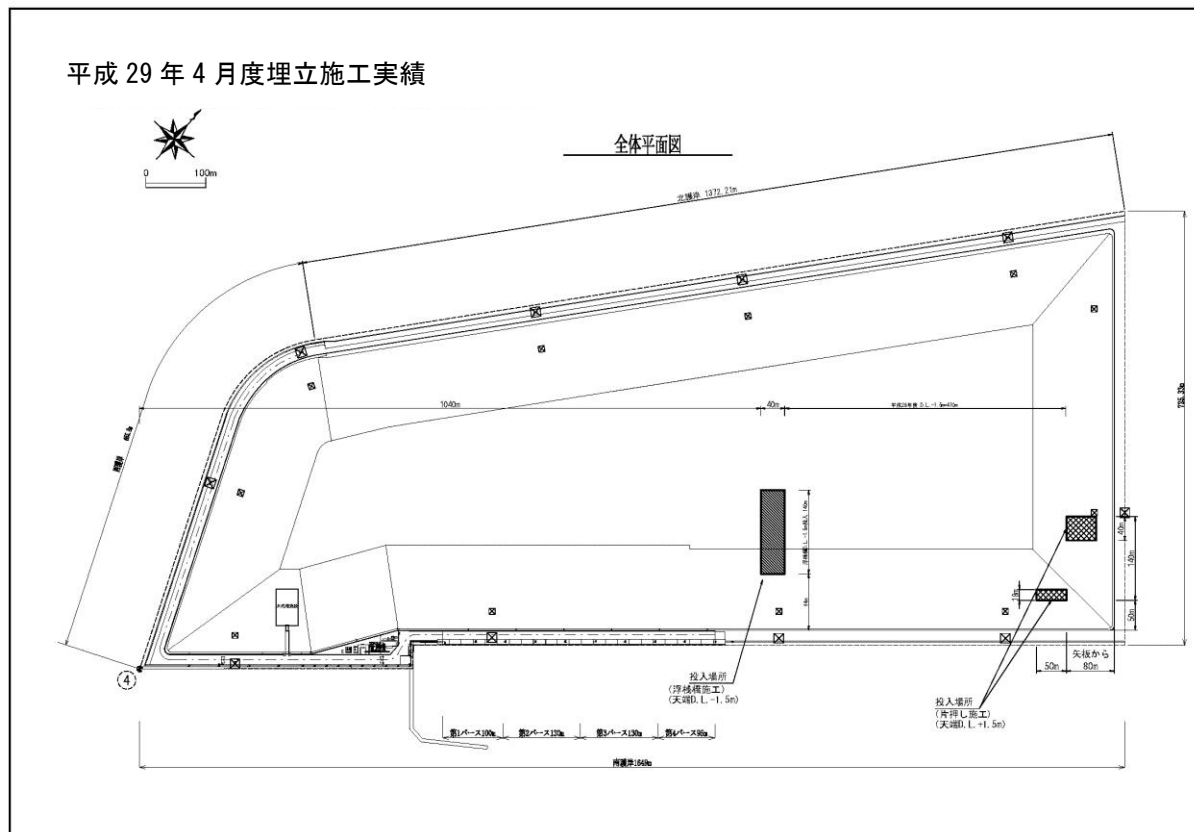 平成 29 年 4 月度埋立施工実績
全体平面図
0 100m
北護岸 1372.21m
1040m
40m
725.33m
140m
40m
18m
50m
50m
矢板から
80m
投入場所
(浮桟橋施工)
(天端D.L.-1.5m)
投入場所
(片押し施工)
(天端D.L.+1.5m)
④
第1バース100m
第2バース130m
第3バース130m
第4バース95m
南護岸1649m